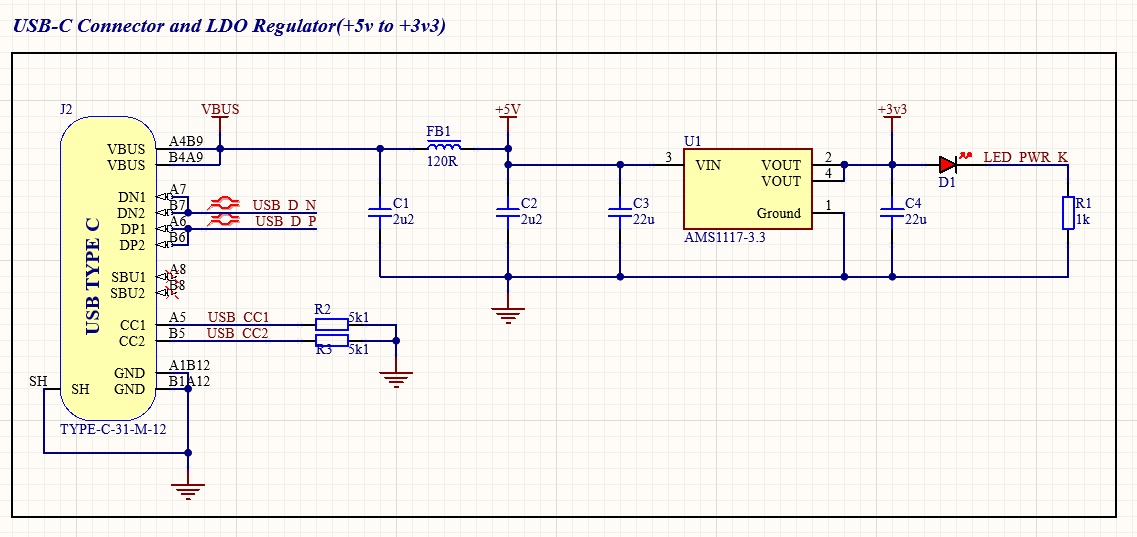 USB-C Connector and LDO Regulator(+5v to +3v3)
J2
VBUS
+5V
+3v3
FB1
120R
U1
VBUS A4B9
VBUS B4A9
DN1 A7
DN2 B7
DP1 A6
DP2 B6
USB_D_N
USB_D_P
SBU1 A8
SBU2 B8
CC1 A5 USB_CC1
CC2 B5 USB_CC2
R2 5k1
R3 5k1
GND A1B12
GND B1A12
SH
SH
USB TYPE C
TYPE-C-31-M-12
C1
2u2
C2
2u2
C3
22u
3 VIN
VOUT 2
VOUT 4
Ground 1
AMS1117-3.3
C4
22u
D1
LED_PWR_K
R1
1k